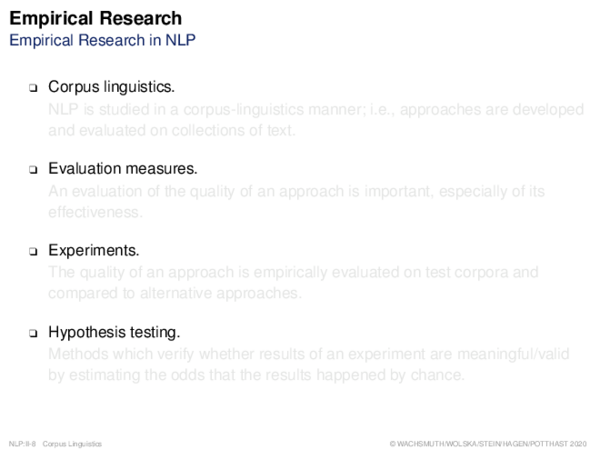 Empirical Research
Empirical Research in NLP
❑ Corpus linguistics.
NLP is studied in a corpus-linguistics manner; i.e., approaches are developed
and evaluated on collections of text.
❑ Evaluation measures.
An evaluation of the quality of an approach is important, especially of its
effectiveness.
❑ Experiments.
The quality of an approach is empirically evaluated on test corpora and
compared to alternative approaches.
❑ Hypothesis testing.
Methods which verify whether results of an experiment are meaningful/valid
by estimating the odds that the results happened by chance.
NLP:II-8 Corpus Linguistics © WACHSMUTH/WOLSKA/STEIN/HAGEN/POTTHAST 2020